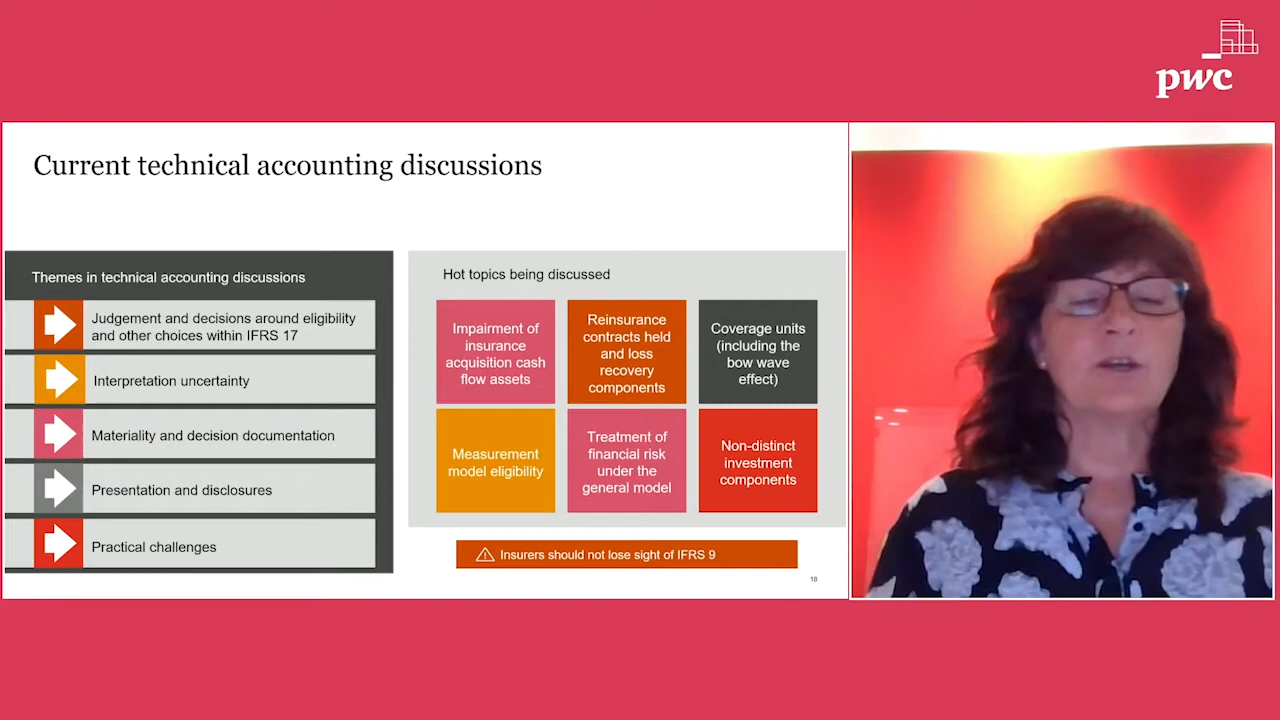 pwc
Current technical accounting discussions
Themes in technical accounting discussions
Judgement and decisions around eligibility
and other choices within IFRS 17
Interpretation uncertainty
Materiality and decision documentation
Presentation and disclosures
Practical challenges
Hot topics being discussed
Impairment of
insurance
acquisition cash
flow assets
Reinsurance
contracts held
and loss
recovery
components
Coverage units
(including the
bow wave
effect)
Measurement
model eligibility
Treatment of
financial risk
under the
general model
Non-distinct
investment
components
Insurers should not lose sight of IFRS 9
18